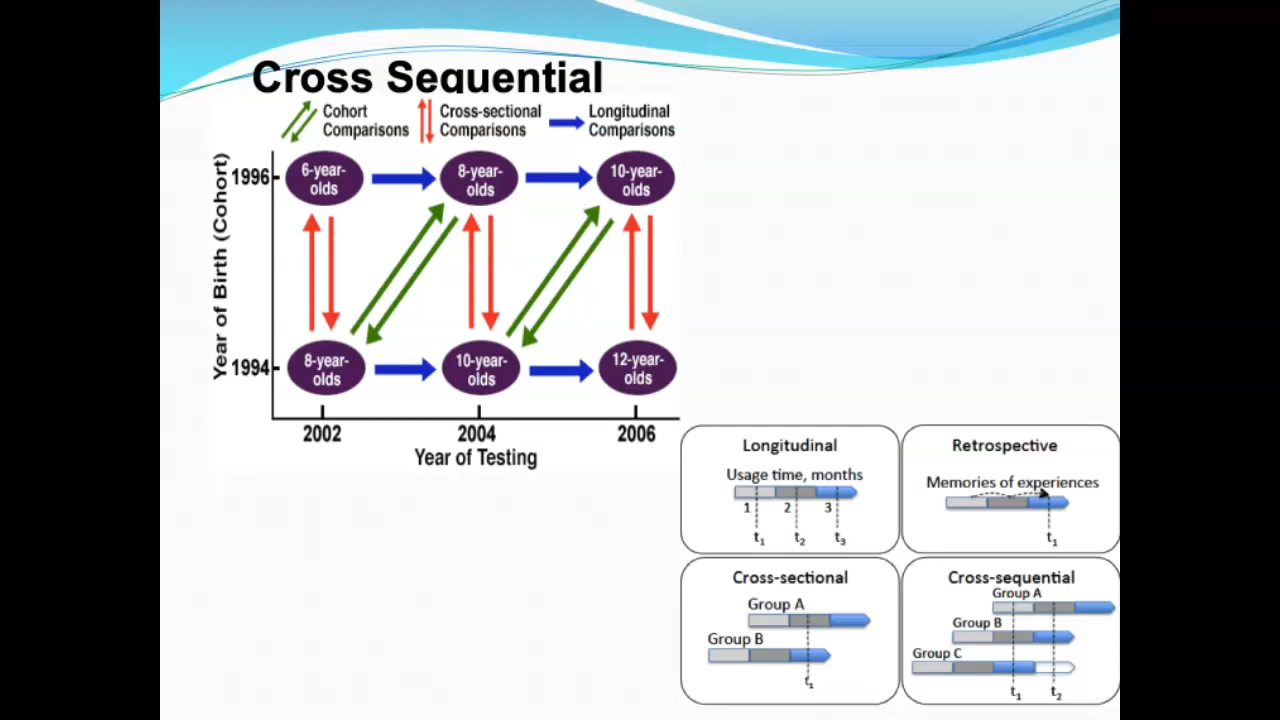 Cross Sequential
Cohort
Comparisons
Cross-sectional
Comparisons
Longitudinal
Comparisons
Year of Birth (Cohort)
1996
6-year-
olds
8-year-
olds
10-year-
olds
1994
8-year-
olds
10-year-
olds
12-year-
olds
2002
2004
2006
Year of Testing
Longitudinal
Usage time, months
1
2
3
t1
t2
t3
Retrospective
Memories of experiences
t1
Cross-sectional
Group A
Group B
t1
Cross-sequential
Group A
Group B
Group C
t1
t2